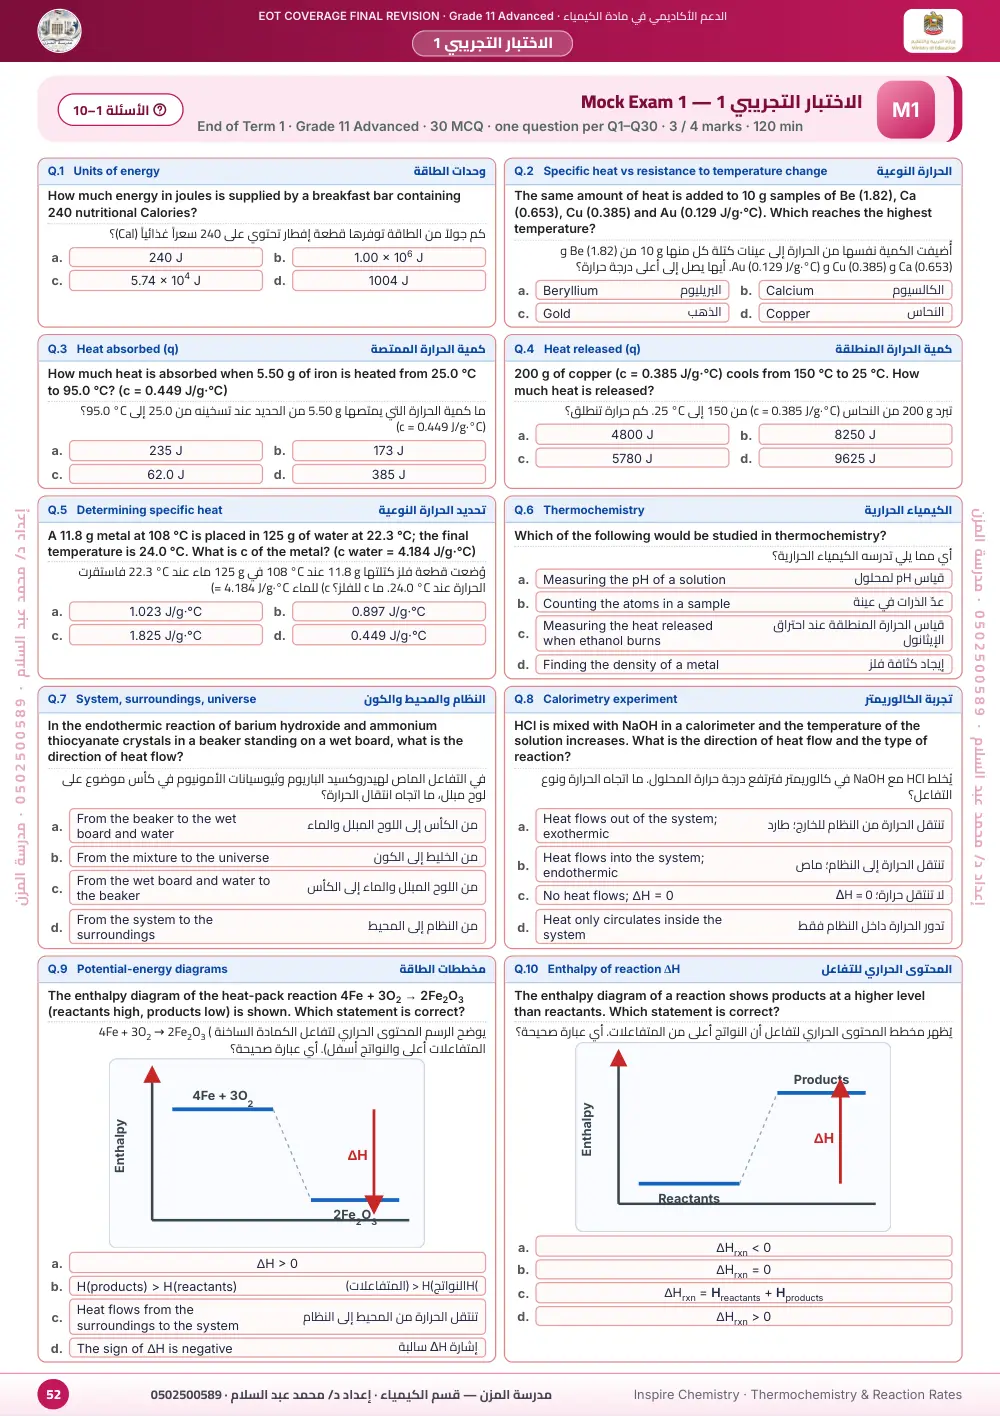 EOT COVERAGE FINAL REVISION · Grade 11 Advanced · الدعم الأكاديمي في مادة الكيمياء
الاختبار التجريبي 1
الأسئلة 1–10
Mock Exam 1 — الاختبار التجريبي 1
End of Term 1 · Grade 11 Advanced · 30 MCQ · one question per Q1–Q30 · 3 / 4 marks · 120 min
M1
Q.1 Units of energy وحدات الطاقة
How much energy in joules is supplied by a breakfast bar containing
240 nutritional Calories?
كم جولًا من الطاقة توفرها قطعة إفطار تحتوي على 240 سعراً غذائياً (Cal)؟
a. 240 J
b. 1.00 × 10⁶ J
c. 5.74 × 10⁴ J
d. 1004 J
Q.2 Specific heat vs resistance to temperature change الحرارة النوعية
The same amount of heat is added to 10 g samples of Be (1.82), Ca
(0.653), Cu (0.385) and Au (0.129 J/g·°C). Which reaches the highest
temperature?
أُضيفت الكمية نفسها من الحرارة إلى عينات كتلة كل منها 10 g من Be (1.82) و
Ca (0.653) و Cu (0.385) و Au (0.129 J/g·°C). أيها يصل إلى أعلى درجة حرارة؟
a. Beryllium البريليوم
b. Calcium الكالسيوم
c. Gold الذهب
d. Copper النحاس
Q.3 Heat absorbed (q) كمية الحرارة الممتصة
How much heat is absorbed when 5.50 g of iron is heated from 25.0 °C
to 95.0 °C? (c = 0.449 J/g·°C)
ما كمية الحرارة التي يمتصها 5.50 g من الحديد عند تسخينه من 25.0 إلى 95.0 °C؟
(c = 0.449 J/g·°C)
a. 235 J
b. 173 J
c. 62.0 J
d. 385 J
Q.4 Heat released (q) كمية الحرارة المنطلقة
200 g of copper (c = 0.385 J/g·°C) cools from 150 °C to 25 °C. How
much heat is released?
تبرد 200 g من النحاس (c = 0.385 J/g·°C) من 150 إلى 25 °C. كم حرارة تنطلق؟
a. 4800 J
b. 8250 J
c. 5780 J
d. 9625 J
Q.5 Determining specific heat تحديد الحرارة النوعية
A 11.8 g metal at 108 °C is placed in 125 g of water at 22.3 °C; the final
temperature is 24.0 °C. What is c of the metal? (c water = 4.184 J/g·°C)
وُضعت قطعة فلز كتلتها 11.8 g عند 108 °C في 125 g ماء عند 22.3 °C فاستقرت
الحرارة عند 24.0 °C. ما c للفلز؟ (c للماء 4.184 J/g·°C =)
a. 1.023 J/g·°C
b. 0.897 J/g·°C
c. 1.825 J/g·°C
d. 0.449 J/g·°C
Q.6 Thermochemistry الكيمياء الحرارية
Which of the following would be studied in thermochemistry?
أي مما يلي تدرسه الكيمياء الحرارية؟
a. Measuring the pH of a solution قياس pH لمحلول
b. Counting the atoms in a sample عدّ الذرات في عينة
c. Measuring the heat released قياس الحرارة المنطلقة عند احتراق
when ethanol burns الإيثانول
d. Finding the density of a metal إيجاد كثافة فلز
Q.7 System, surroundings, universe النظام والمحيط والكون
In the endothermic reaction of barium hydroxide and ammonium
thiocyanate crystals in a beaker standing on a wet board, what is the
direction of heat flow?
في التفاعل الماص لهيدروكسيد الباريوم وثيوسيانات الأمونيوم في كأس موضوع على
لوح مبلل، ما اتجاه انتقال الحرارة؟
a. From the beaker to the wet من الكأس إلى اللوح المبلل والماء
board and water
b. From the mixture to the universe من الخليط إلى الكون
c. From the wet board and water to من اللوح المبلل والماء إلى الكأس
the beaker
d. From the system to the من النظام إلى المحيط
surroundings
Q.8 Calorimetry experiment تجربة الكالوريمتر
HCl is mixed with NaOH in a calorimeter and the temperature of the
solution increases. What is the direction of heat flow and the type of
reaction?
يُخلط HCl مع NaOH في كالوريمتر فترتفع درجة حرارة المحلول. ما اتجاه الحرارة ونوع
التفاعل؟
a. Heat flows out of the system; تنتقل الحرارة من النظام للخارج؛ طارد
exothermic
b. Heat flows into the system; تنتقل الحرارة إلى النظام؛ ماص
endothermic
c. No heat flows; ΔH = 0 لا تنتقل حرارة؛ ΔH = 0
d. Heat only circulates inside the تدور الحرارة داخل النظام فقط
system
Q.9 Potential-energy diagrams مخططات الطاقة
The enthalpy diagram of the heat-pack reaction 4Fe + 3O₂ → 2Fe₂O₃
(reactants high, products low) is shown. Which statement is correct?
يوضح الرسم المحتوى الحراري لتفاعل الكمادة الساخنة ( 4Fe + 3O₂ → 2Fe₂O₃
المتفاعلات أعلى والنواتج أسفل). أي عبارة صحيحة؟
Enthalpy
4Fe + 3O₂
ΔH
2Fe₂O₃
a. ΔH > 0
b. H(products) > H(reactants) H(النواتج) > H(المتفاعلات)
c. Heat flows from the تنتقل الحرارة من المحيط إلى النظام
surroundings to the system
d. The sign of ΔH is negative إشارة ΔH سالبة
Q.10 Enthalpy of reaction ΔH المحتوى الحراري للتفاعل
The enthalpy diagram of a reaction shows products at a higher level
than reactants. Which statement is correct?
يُظهر مخطط المحتوى الحراري لتفاعل أن النواتج أعلى من المتفاعلات. أي عبارة صحيحة؟
Enthalpy
Products
ΔH
Reactants
a. ΔHrxn < 0
b. ΔHrxn = 0
c. ΔHrxn = Hreactants + Hproducts
d. ΔHrxn > 0
إعداد د/ محمد عبد السلام · 0502500589 · مدرسة المزن
إعداد د/ محمد عبد السلام · 0502500589 · مدرسة المزن
52
مدرسة المزن — قسم الكيمياء · إعداد د/ محمد عبد السلام · 0502500589
Inspire Chemistry · Thermochemistry & Reaction Rates